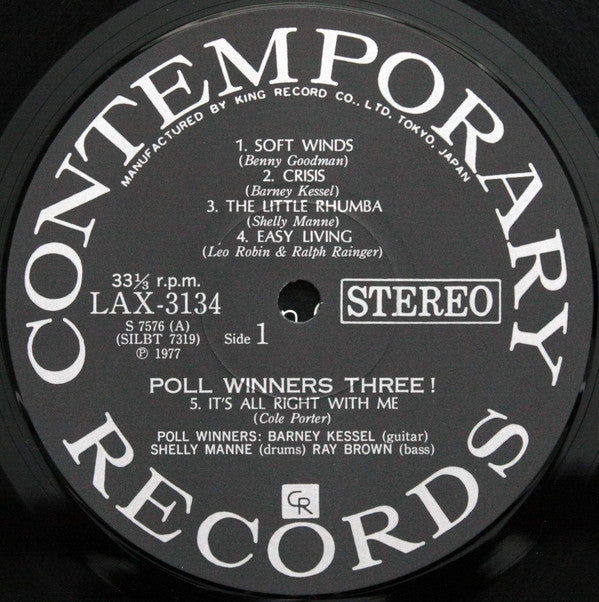 CONTEMPORARY
MANUFACTURED BY KING RECORD CO., LTD. TOKYO, JAPAN
1. SOFT WINDS
(Benny Goodman)
2. CRISIS
(Barney Kessel)
3. THE LITTLE RHUMBA
(Shelly Manne)
4. EASY LIVING
(Leo Robin & Ralph Rainger)
33⅓ r.p.m.
LAX-3134
STEREO
S 7576 (A)
(SILBT 7319)
Side 1
℗ 1977
POLL WINNERS THREE!
5. IT'S ALL RIGHT WITH ME
(Cole Porter)
POLL WINNERS: BARNEY KESSEL (guitar)
SHELLY MANNE (drums) RAY BROWN (bass)
CR
RECORDS